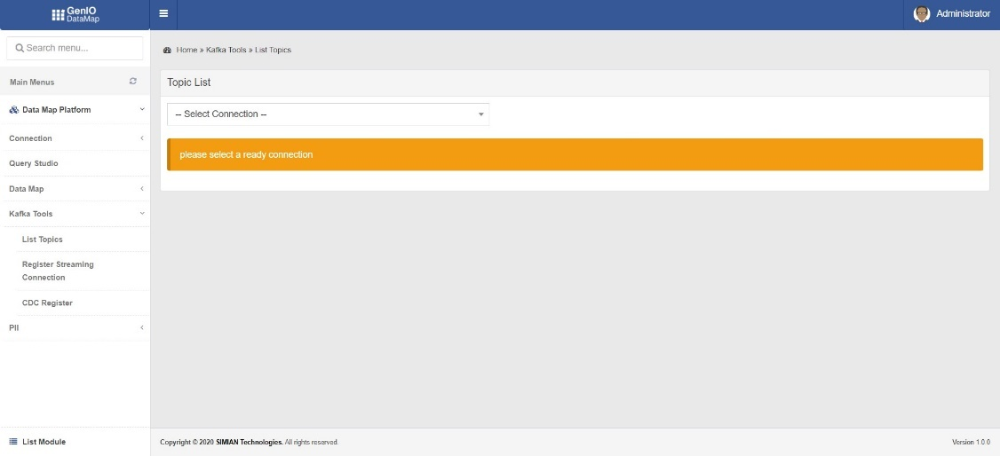 GenIO
DataMap
Administrator
Search menu...
Home » Kafka Tools » List Topics
Main Menus
Topic List
Data Map Platform
-- Select Connection --
Connection
please select a ready connection
Query Studio
Data Map
Kafka Tools
List Topics
Register Streaming
Connection
CDC Register
PII
List Module
Copyright © 2020 SIMIAN Technologies. All rights reserved.
Version 1.0.0